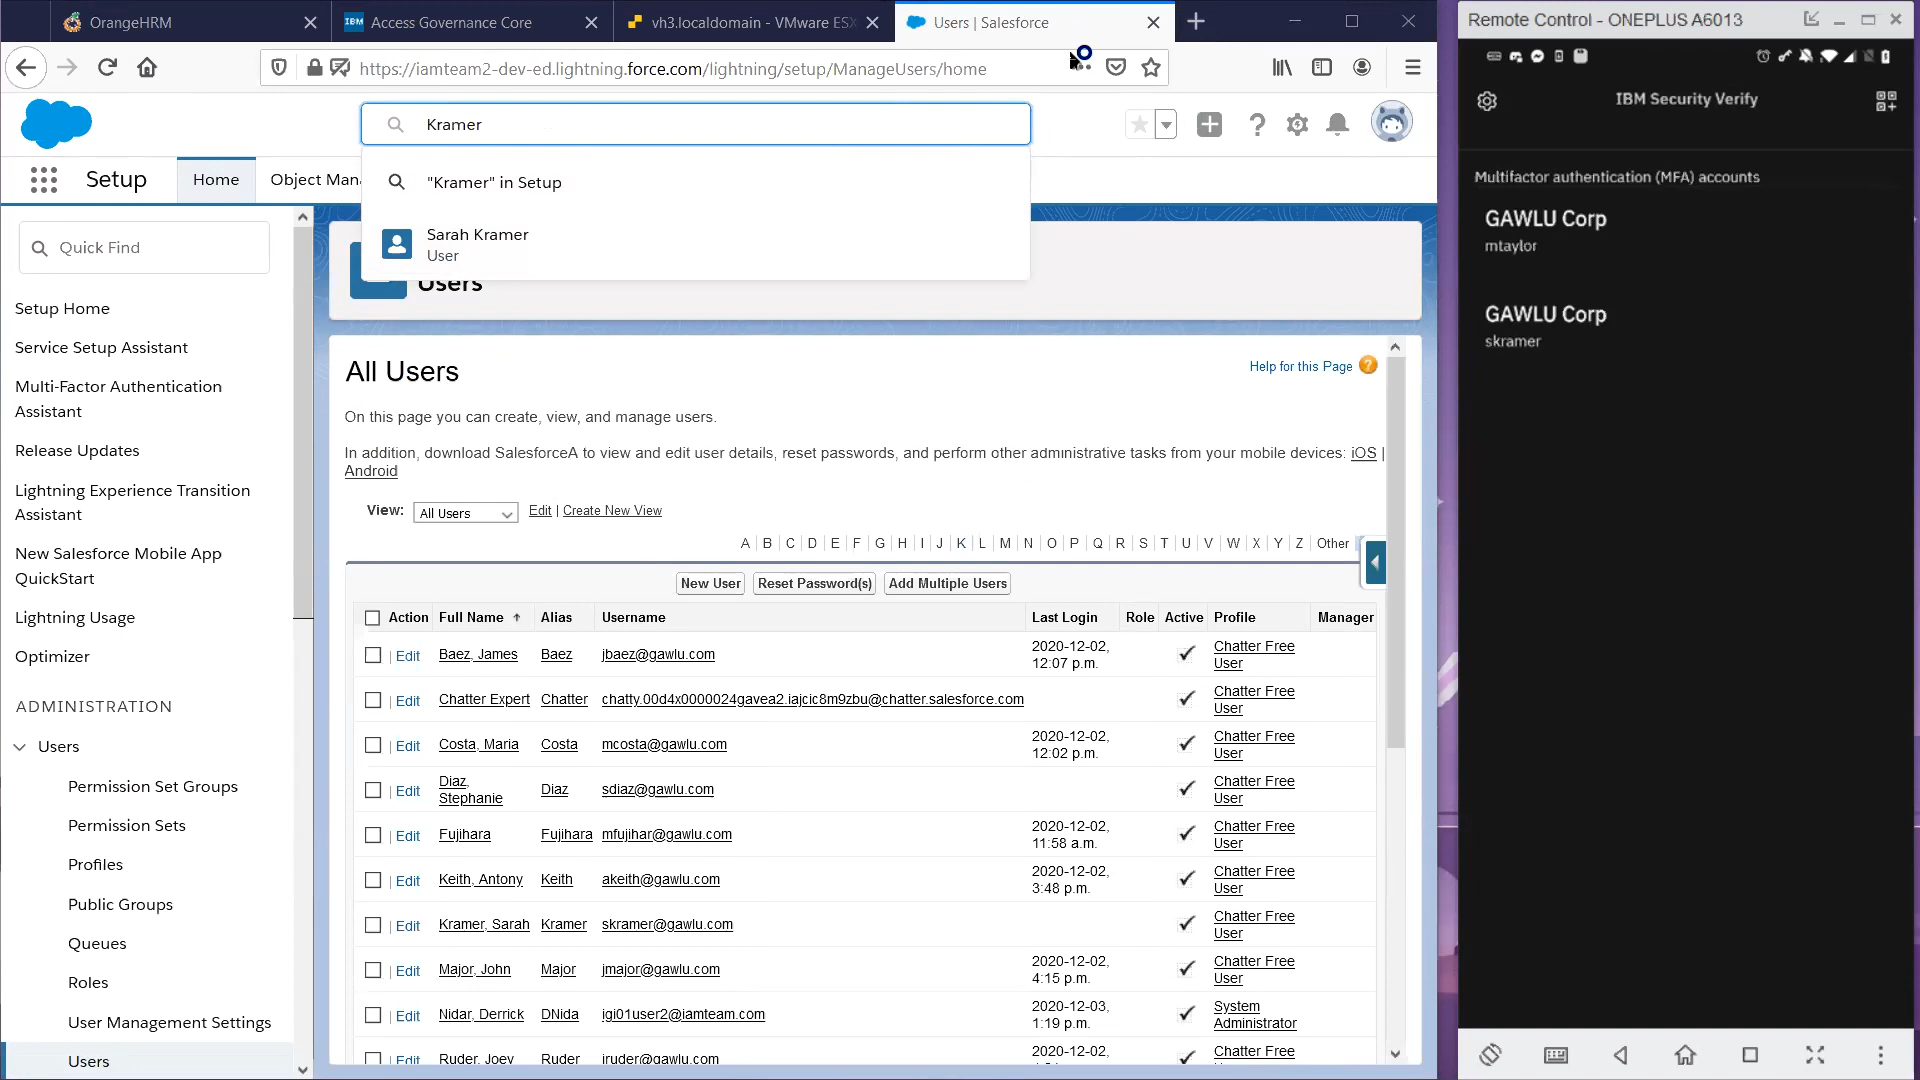 OrangeHRM
IBM Access Governance Core
vh3.localdomain - VMware ESX
Users | Salesforce
https://iamteam2-dev-ed.lightning.force.com/lightning/setup/ManageUsers/home
Kramer
"Kramer" in Setup
Sarah Kramer
User
Setup
Home
Object Mana
Quick Find
Setup Home
Service Setup Assistant
Multi-Factor Authentication
Assistant
Release Updates
Lightning Experience Transition
Assistant
New Salesforce Mobile App
QuickStart
Lightning Usage
Optimizer
ADMINISTRATION
Users
Permission Set Groups
Permission Sets
Profiles
Public Groups
Queues
Roles
User Management Settings
Users
Users
All Users
Help for this Page ?
On this page you can create, view, and manage users.
In addition, download SalesforceA to view and edit user details, reset passwords, and perform other administrative tasks from your mobile devices: iOS |
Android
View: All Users Edit | Create New View
A | B | C | D | E | F | G | H | I | J | K | L | M | N | O | P | Q | R | S | T | U | V | W | X | Y | Z | Other
New User Reset Password(s) Add Multiple Users
Action Full Name ↑ Alias Username Last Login Role Active Profile Manager
| Edit Baez, James Baez jbaez@gawlu.com 2020-12-02, Chatter Free
12:07 p.m. User
| Edit Chatter Expert Chatter chatty.00d4x0000024gavea2.iajcic8m9zbu@chatter.salesforce.com Chatter Free
User
| Edit Costa, Maria Costa mcosta@gawlu.com 2020-12-02, Chatter Free
12:02 p.m. User
| Edit Diaz, Diaz sdiaz@gawlu.com Chatter Free
Stephanie User
| Edit Fujihara Fujihara mfujihar@gawlu.com 2020-12-02, Chatter Free
11:58 a.m. User
| Edit Keith, Antony Keith akeith@gawlu.com 2020-12-02, Chatter Free
3:48 p.m. User
| Edit Kramer, Sarah Kramer skramer@gawlu.com Chatter Free
User
| Edit Major, John Major jmajor@gawlu.com 2020-12-02, Chatter Free
4:15 p.m. User
| Edit Nidar, Derrick DNida igi01user2@iamteam.com 2020-12-03, System
1:19 p.m. Administrator
| Edit Ruder, Joey Ruder jruder@gawlu.com 2020-12-02, Chatter Free
Remote Control - ONEPLUS A6013
IBM Security Verify
Multifactor authentication (MFA) accounts
GAWLU Corp
mtaylor
GAWLU Corp
skramer